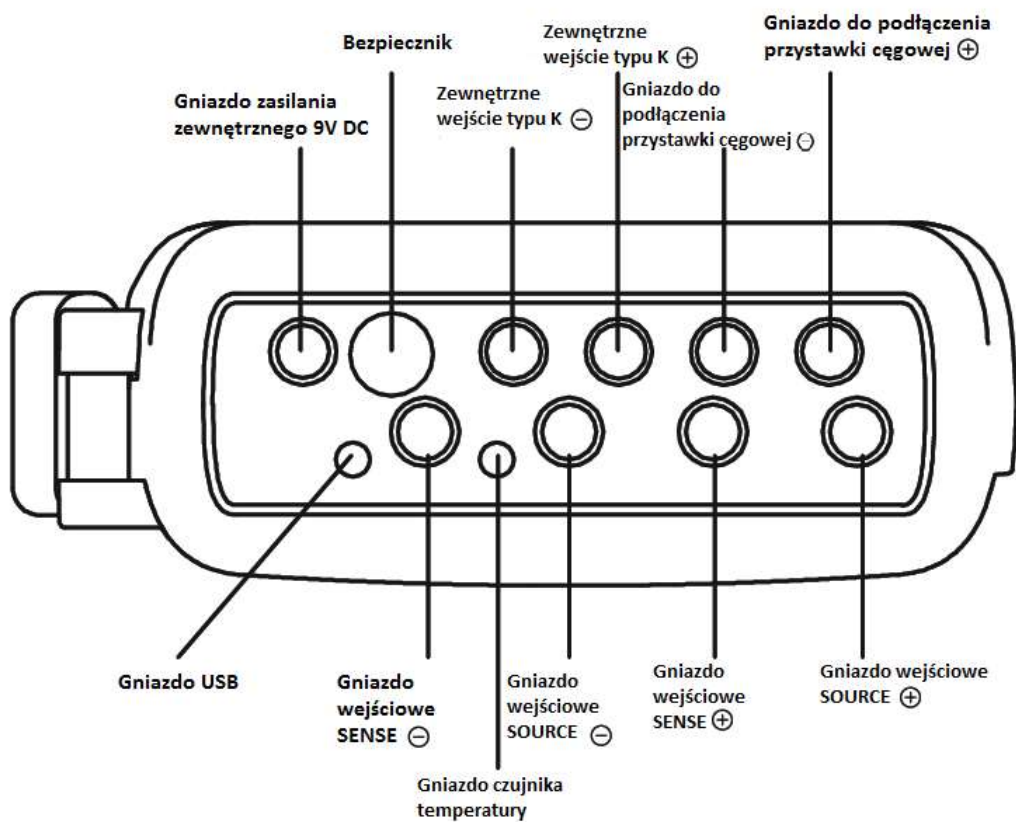 Bezpiecznik
Gniazdo zasilania
zewnętrznego 9V DC
Zewnętrzne
wejście typu K ⊖
Zewnętrzne
wejście typu K ⊕
Gniazdo do
podłączenia
przystawki cęgowej ⊖
Gniazdo do podłączenia
przystawki cęgowej ⊕
Gniazdo USB
Gniazdo
wejściowe
SENSE ⊖
Gniazdo czujnika
temperatury
Gniazdo
wejściowe
SOURCE ⊖
Gniazdo
wejściowe
SENSE ⊕
Gniazdo wejściowe
SOURCE ⊕